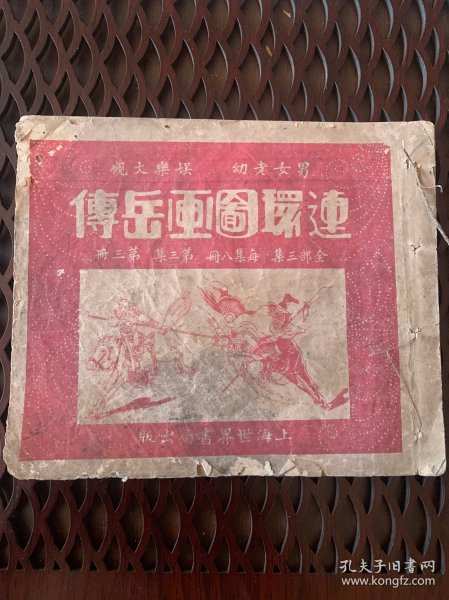 男女老幼 娱樂大觀
連環圖画岳傳
全部三集 每集八冊 第三集 第三冊
上海世界書局出版
孔夫子旧书网
www.kongfz.com